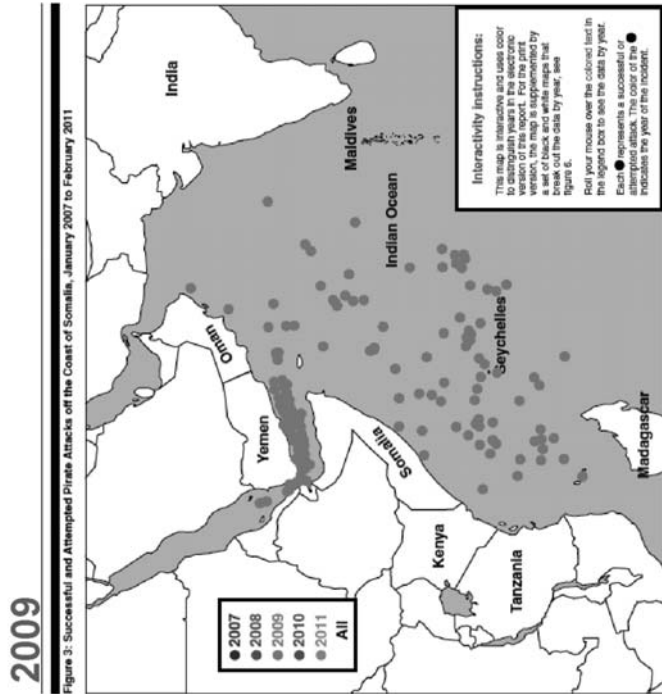 2009
Figure 3: Successful and Attempted Pirate Attacks off the Coast of Somalia, January 2007 to February 2011
India
Oman
Yemen
Maldives
Indian Ocean
Somalia
Seychelles
Kenya
Tanzania
Madagascar
2007
2008
2009
2010
2011
All
Interactivity instructions:
This map is interactive and uses color
to distinguish years in the electronic
version of this report. For the print
version, the map is supplemented by
a set of black and white maps that
break out the data by year, see
figure 6.
Roll your mouse over the colored text in
the legend box to see the data by year.
Each ● represents a successful or
attempted attack. The color of the ●
indicates the year of the incident.